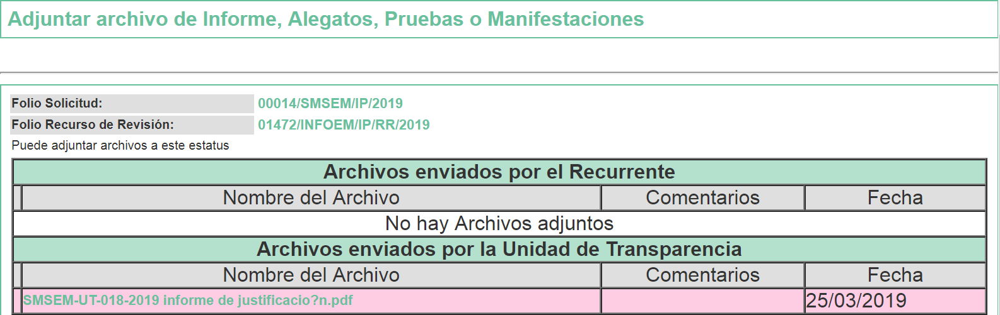 Adjuntar archivo de Informe, Alegatos, Pruebas o Manifestaciones
Folio Solicitud: 00014/SMSEM/IP/2019
Folio Recurso de Revisión: 01472/INFOEM/IP/RR/2019
Puede adjuntar archivos a este estatus
Archivos enviados por el Recurrente
Nombre del Archivo Comentarios Fecha
No hay Archivos adjuntos
Archivos enviados por la Unidad de Transparencia
Nombre del Archivo Comentarios Fecha
SMSEM-UT-018-2019 informe de justificacio?n.pdf 25/03/2019